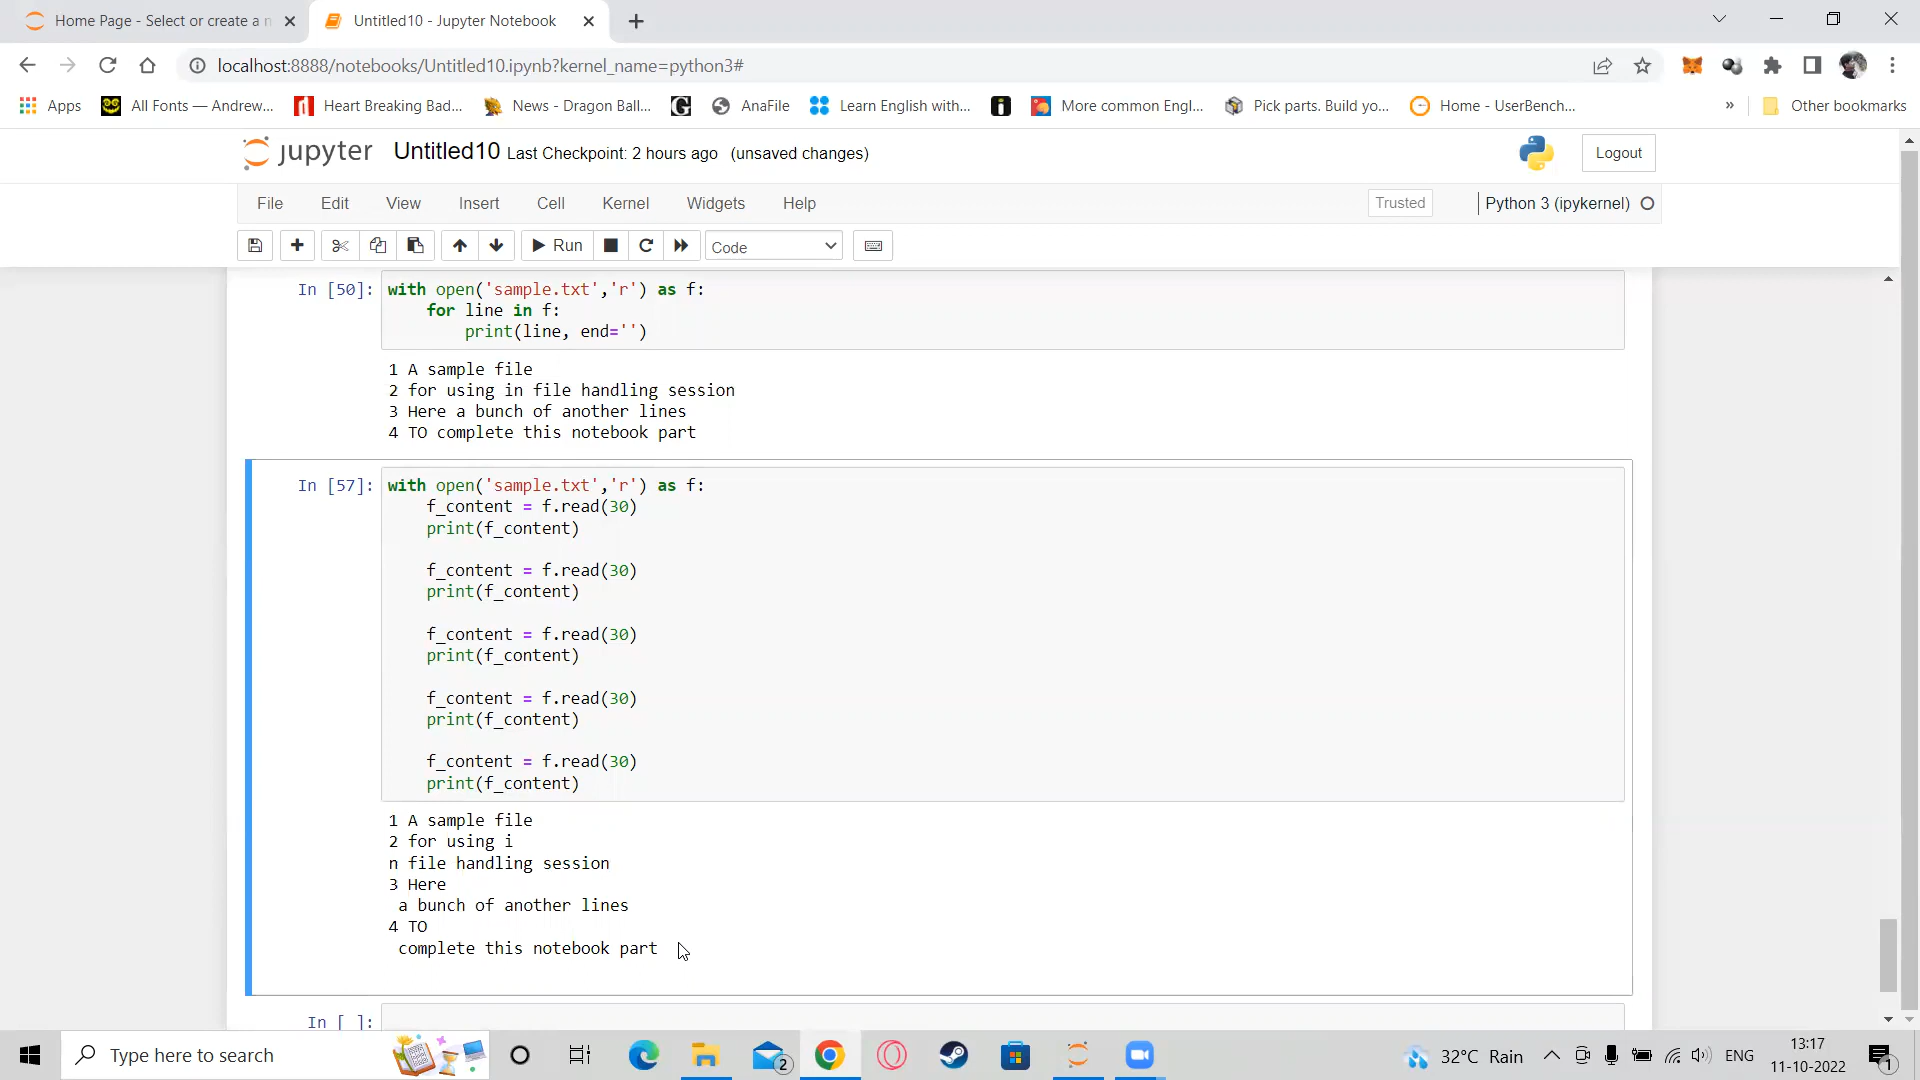 Home Page - Select or create a n
Untitled10 - Jupyter Notebook
localhost:8888/notebooks/Untitled10.ipynb?kernel_name=python3#
Apps
All Fonts — Andrew...
Heart Breaking Bad...
News - Dragon Ball...
G
AnaFile
Learn English with...
More common Engl...
Pick parts. Build yo...
Home - UserBench...
»
Other bookmarks
jupyter Untitled10 Last Checkpoint: 2 hours ago (unsaved changes)
Logout
File Edit View Insert Cell Kernel Widgets Help
Trusted
Python 3 (ipykernel)
Run
Code
In [50]:
with open('sample.txt','r') as f:
    for line in f:
        print(line, end='')
1 A sample file
2 for using in file handling session
3 Here a bunch of another lines
4 TO complete this notebook part
In [57]:
with open('sample.txt','r') as f:
    f_content = f.read(30)
    print(f_content)
    f_content = f.read(30)
    print(f_content)
    f_content = f.read(30)
    print(f_content)
    f_content = f.read(30)
    print(f_content)
    f_content = f.read(30)
    print(f_content)
1 A sample file
2 for using i
n file handling session
3 Here
 a bunch of another lines
4 TO
 complete this notebook part
In [ ]:
Type here to search
2
32°C Rain
ENG
13:17
11-10-2022
1